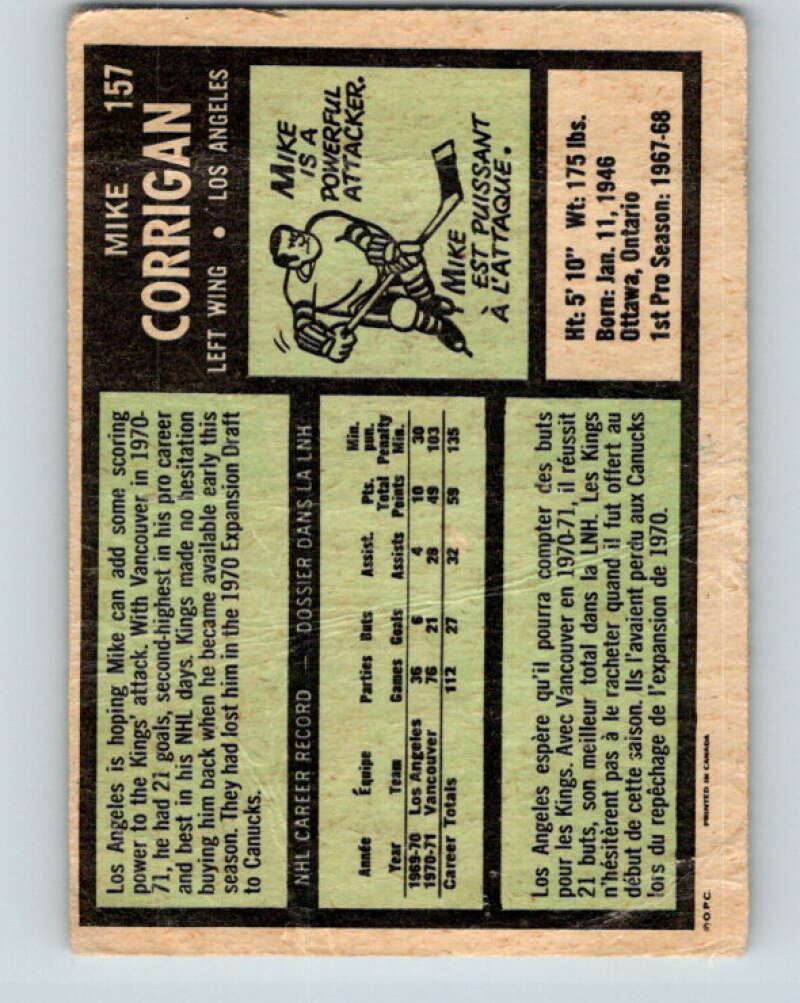 MIKE 157
CORRIGAN
LEFT WING • LOS ANGELES
Los Angeles is hoping Mike can add some scoring
power to the Kings' attack. With Vancouver in 1970-
71, he had 21 goals, second-highest in his pro career
and best in his NHL days. Kings made no hesitation
buying him back when he became available early this
season. They had lost him in the 1970 Expansion Draft
to Canucks.
MIKE
IS A
POWERFUL
ATTACKER.
MIKE
EST PUISSANT
À L'ATTAQUE.
NHL CAREER RECORD — DOSSIER DANS LA LNH
Année Équipe Parties Buts Assist. Pts. Total Min. pun. Penalty
Year Team Games Goals Assists Points Min.
1969-70 Los Angeles 36 6 4 10 30
1970-71 Vancouver 76 21 28 49 103
Career Totals 112 27 32 59 135
Ht: 5' 10" Wt: 175 lbs.
Born: Jan. 11, 1946
Ottawa, Ontario
1st Pro Season: 1967-68
Los Angeles espère qu'il pourra compter des buts
pour les Kings. Avec Vancouver en 1970-71, il réussit
21 buts, son meilleur total dans la LNH. Les Kings
n'hésitèrent pas à le racheter quand il fut offert au
début de cette saison. Ils l'avaient perdu aux Canucks
lors du repêchage de l'expansion de 1970.
© O.P.C. PRINTED IN CANADA